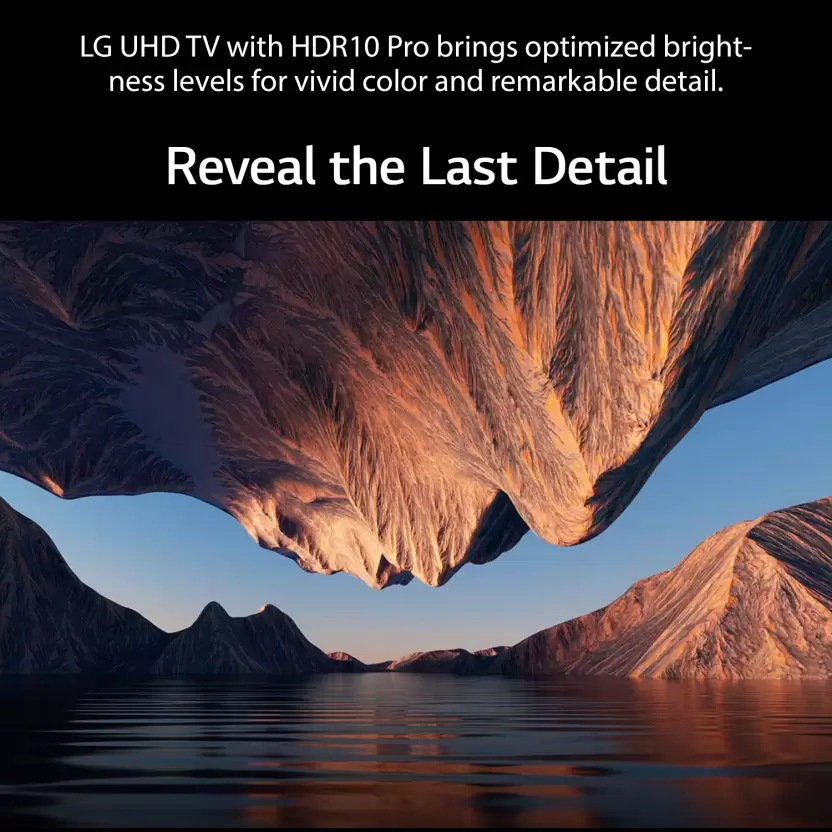 LG UHD TV with HDR10 Pro brings optimized bright-
ness levels for vivid color and remarkable detail.
Reveal the Last Detail